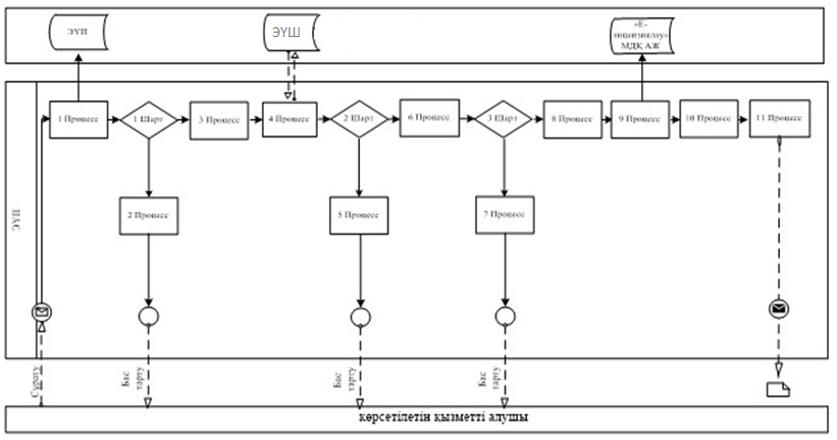 ЭҮП
ЭҮШ
«Е-
лицензиялау»
МДҚ АЖ
1 Процесс
1 Шарт
3 Процесс
4 Процесс
2 Шарт
6 Процесс
3 Шарт
8 Процесс
9 Процесс
10 Процесс
11 Процесс
2 Процесс
5 Процесс
7 Процесс
ЭҮП
Сұрату
Бас
тарту
Бас
тарту
Бас
тарту
көрсетілетін қызметті алушы